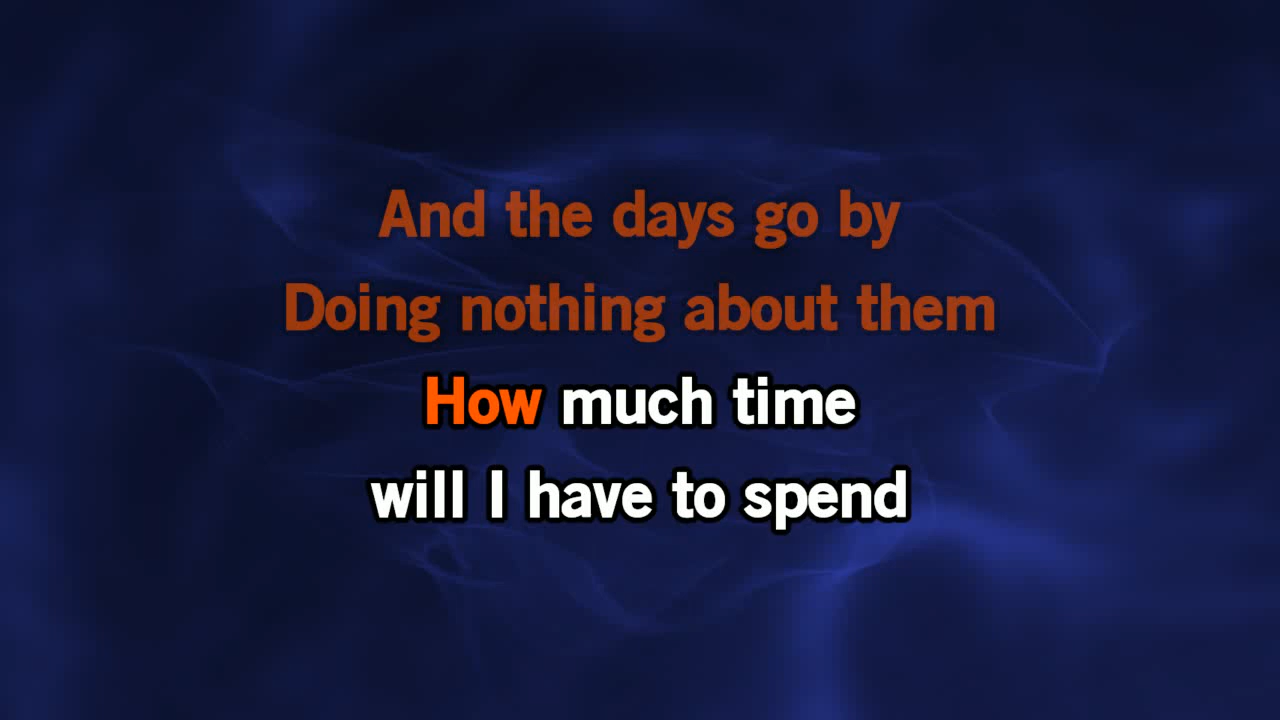 And the days go by
Doing nothing about them
How much time
will I have to spend